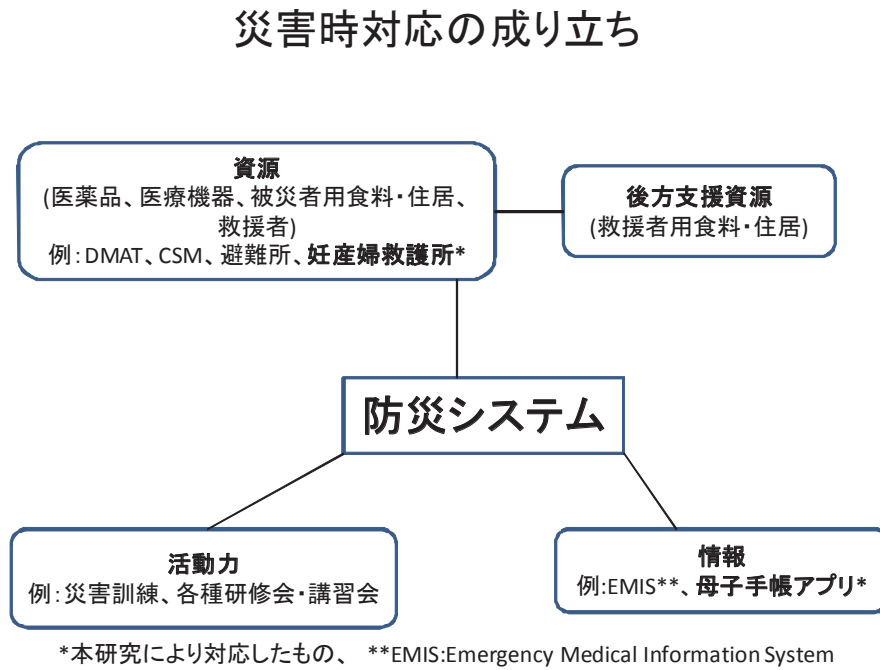 災害時対応の成り立ち
資源
(医薬品、医療機器、被災者用食料・住居、
救援者)
例：DMAT、CSM、避難所、妊産婦救護所*
後方支援資源
(救援者用食料・住居)
防災システム
活動力
例：災害訓練、各種研修会・講習会
情報
例:EMIS**、母子手帳アプリ*
*本研究により対応したもの、 **EMIS:Emergency Medical Information System